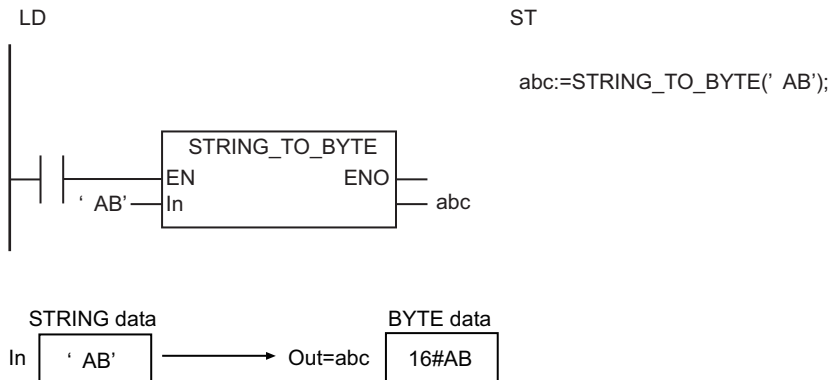 LD
ST
abc:=STRING_TO_BYTE(’ AB’);
STRING_TO_BYTE
EN ENO
‘ AB’ In abc
STRING data BYTE data
In ‘ AB’ Out=abc 16#AB